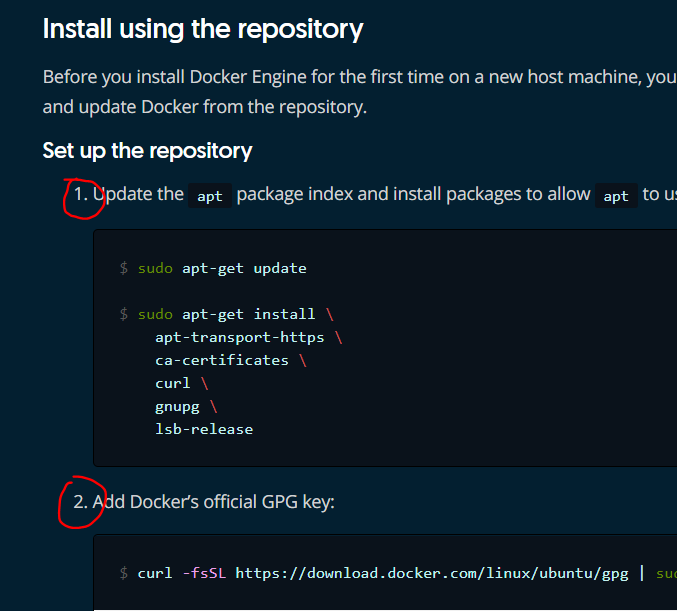 Install using the repository
Before you install Docker Engine for the first time on a new host machine, you
and update Docker from the repository.
Set up the repository
1. Update the apt package index and install packages to allow apt to us
$ sudo apt-get update
$ sudo apt-get install \
apt-transport-https \
ca-certificates \
curl \
gnupg \
lsb-release
2. Add Docker’s official GPG key:
$ curl -fsSL https://download.docker.com/linux/ubuntu/gpg | sud